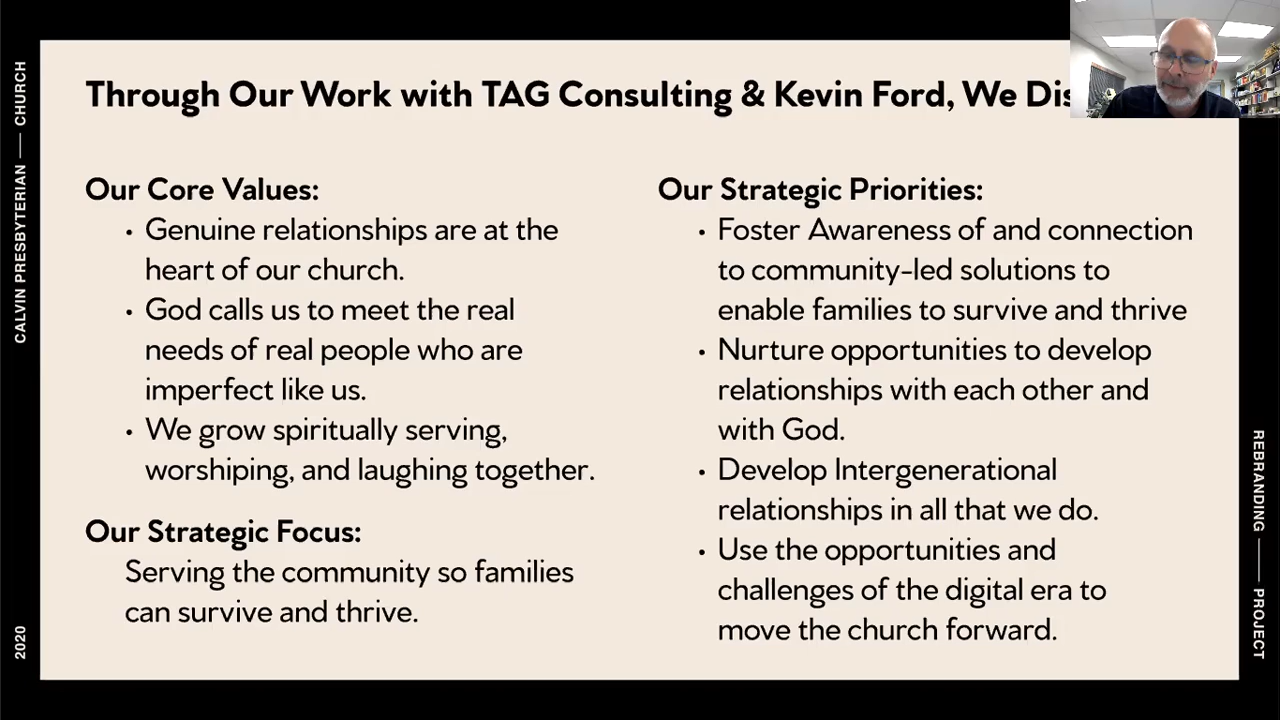 Through Our Work with TAG Consulting & Kevin Ford, We
Our Core Values:
• Genuine relationships are at the
heart of our church.
• God calls us to meet the real
needs of real people who are
imperfect like us.
• We grow spiritually serving,
worshiping, and laughing together.
Our Strategic Focus:
Serving the community so families
can survive and thrive.
Our Strategic Priorities:
• Foster Awareness of and connection
to community-led solutions to
enable families to survive and thrive
• Nurture opportunities to develop
relationships with each other and
with God.
• Develop Intergenerational
relationships in all that we do.
• Use the opportunities and
challenges of the digital era to
move the church forward.
CALVIN PRESBYTERIAN — CHURCH
2020
REBRANDING — PROJECT